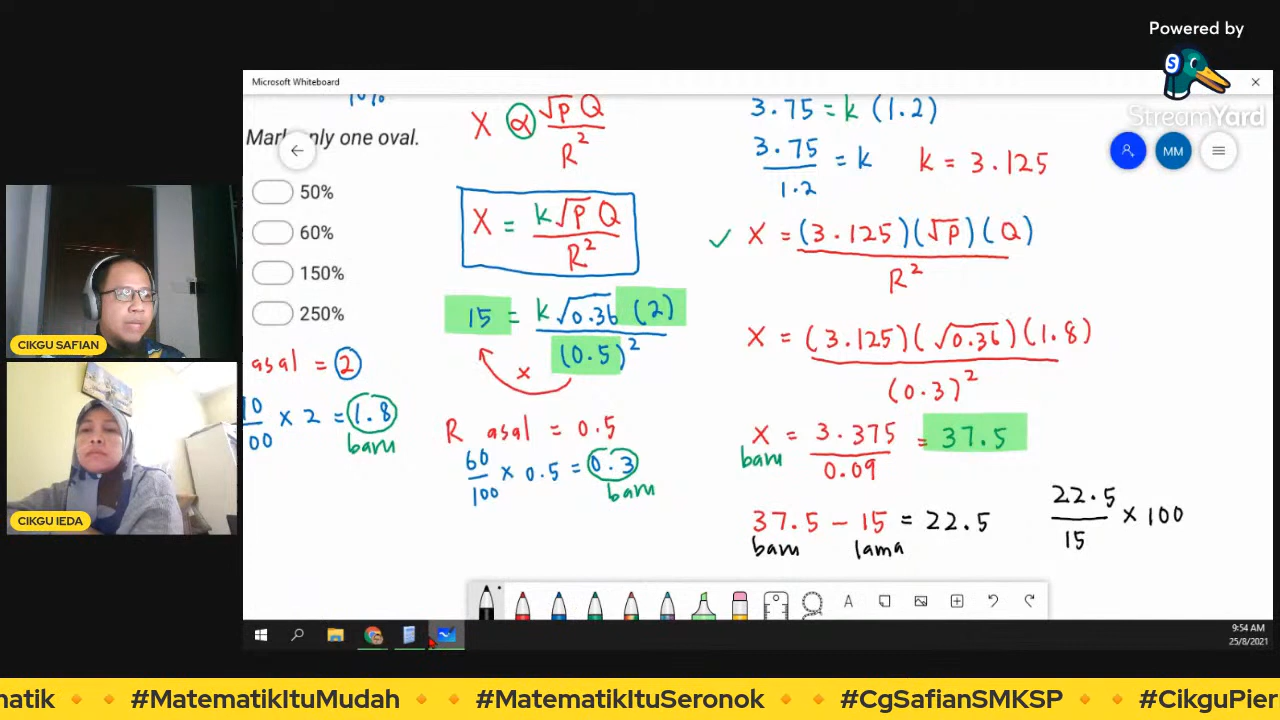 Powered by
StreamYard
Microsoft Whiteboard
10%
Mark only one oval.
50%
60%
150%
250%
asal = 2
× 2 = 1.8
baru
X ∝ √P Q / R²
X = k√P Q / R²
15 = k√0.36 (2) / (0.5)²
×
R asal = 0.5
60/100 × 0.5 = 0.3
baru
3.75 = k (1.2)
3.75/1.2 = k k = 3.125
✓ X = (3.125)(√P)(Q) / R²
X = (3.125)(√0.36)(1.8) / (0.3)²
X = 3.375/0.09 = 37.5
baru
37.5 - 15 = 22.5
baru lama
22.5/15 × 100
MM
CIKGU SAFIAN
CIKGU IEDA
9:54 AM
25/8/2021
matik #MatematikItuMudah #MatematikItuSeronok #CgSafianSMKSP #CikguPier